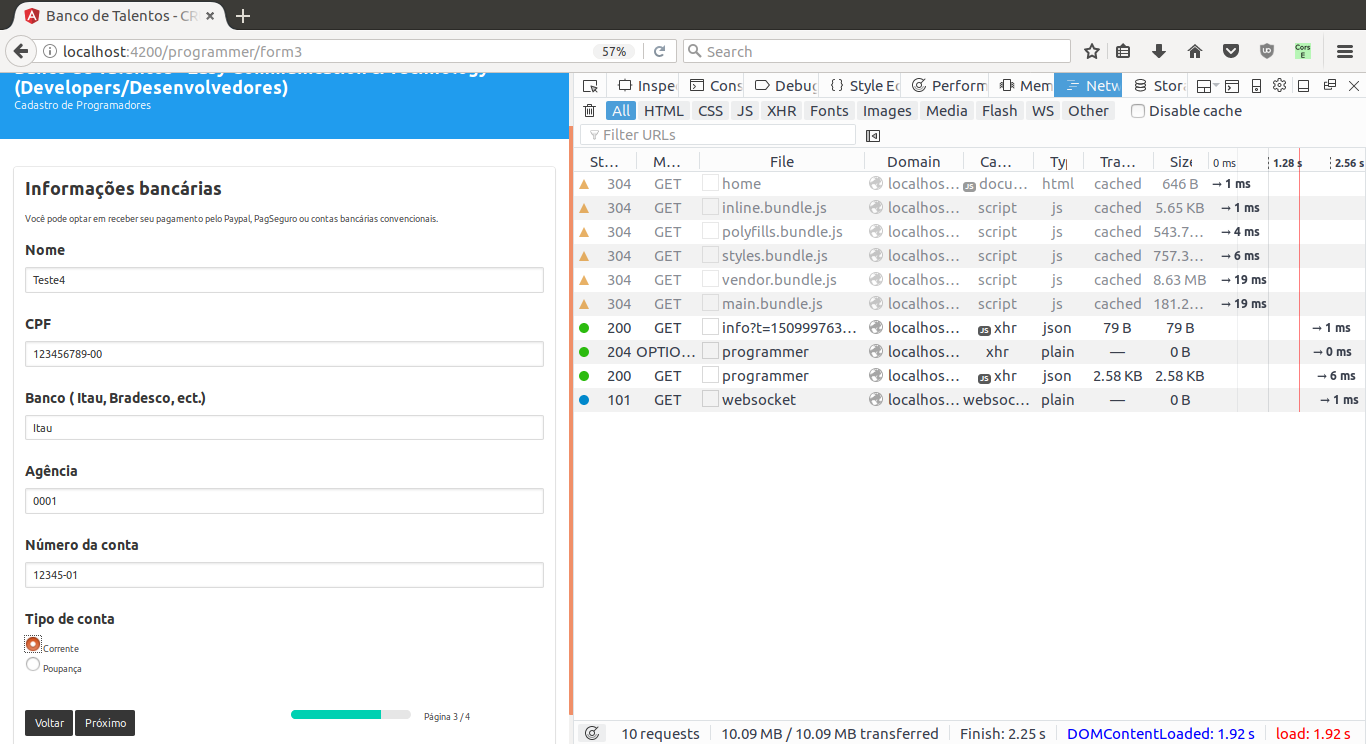 Banco de Talentos - CR
localhost:4200/programmer/form3
57%
Search
Cors
E
(Developers/Desenvolvedores)
Cadastro de Programadores
Informações bancárias
Você pode optar em receber seu pagamento pelo Paypal, PagSeguro ou contas bancárias convencionais.
Nome
Teste4
CPF
123456789-00
Banco ( Itau, Bradesco, ect.)
Itau
Agência
0001
Número da conta
12345-01
Tipo de conta
Corrente
Poupança
Voltar
Próximo
Página 3 / 4
Inspe
Cons
Debug
{ } Style Ec
Perform
Mem
Netw
Stor
All HTML CSS JS XHR Fonts Images Media Flash WS Other
Disable cache
Filter URLs
St... M... File Domain Ca... Typ Tra... Size 0 ms 1.28 s 2.56 s
304 GET home localhos... JS docu... html cached 646 B → 1 ms
304 GET inline.bundle.js localhos... script js cached 5.65 KB → 1 ms
304 GET polyfills.bundle.js localhos... script js cached 543.7... → 4 ms
304 GET styles.bundle.js localhos... script js cached 757.3... → 6 ms
304 GET vendor.bundle.js localhos... script js cached 8.63 MB → 19 ms
304 GET main.bundle.js localhos... script js cached 181.2... → 19 ms
200 GET info?t=150999763... localhos... JS xhr json 79 B 79 B → 1 ms
204 OPTIO... programmer localhos... xhr plain — 0 B → 0 ms
200 GET programmer localhos... JS xhr json 2.58 KB 2.58 KB → 6 ms
101 GET websocket localhos... websoc... plain — 0 B → 1 ms
10 requests
10.09 MB / 10.09 MB transferred
Finish: 2.25 s
DOMContentLoaded: 1.92 s
load: 1.92 s